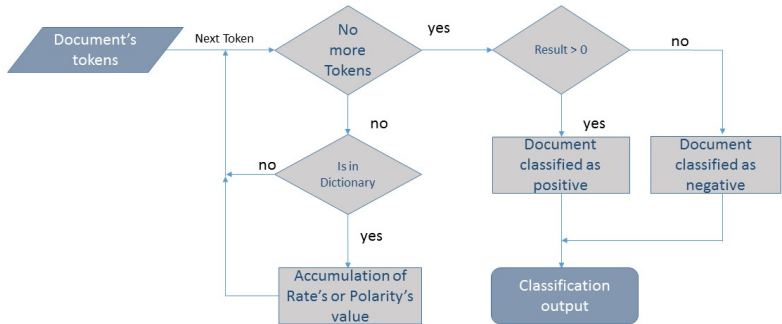 Document's
tokens
Next Token
No
more
Tokens
yes
Result > 0
no
no
yes
Is in
Dictionary
no
Document
classified as
positive
Document
classified as
negative
yes
Accumulation of
Rate's or Polarity's
value
Classification
output